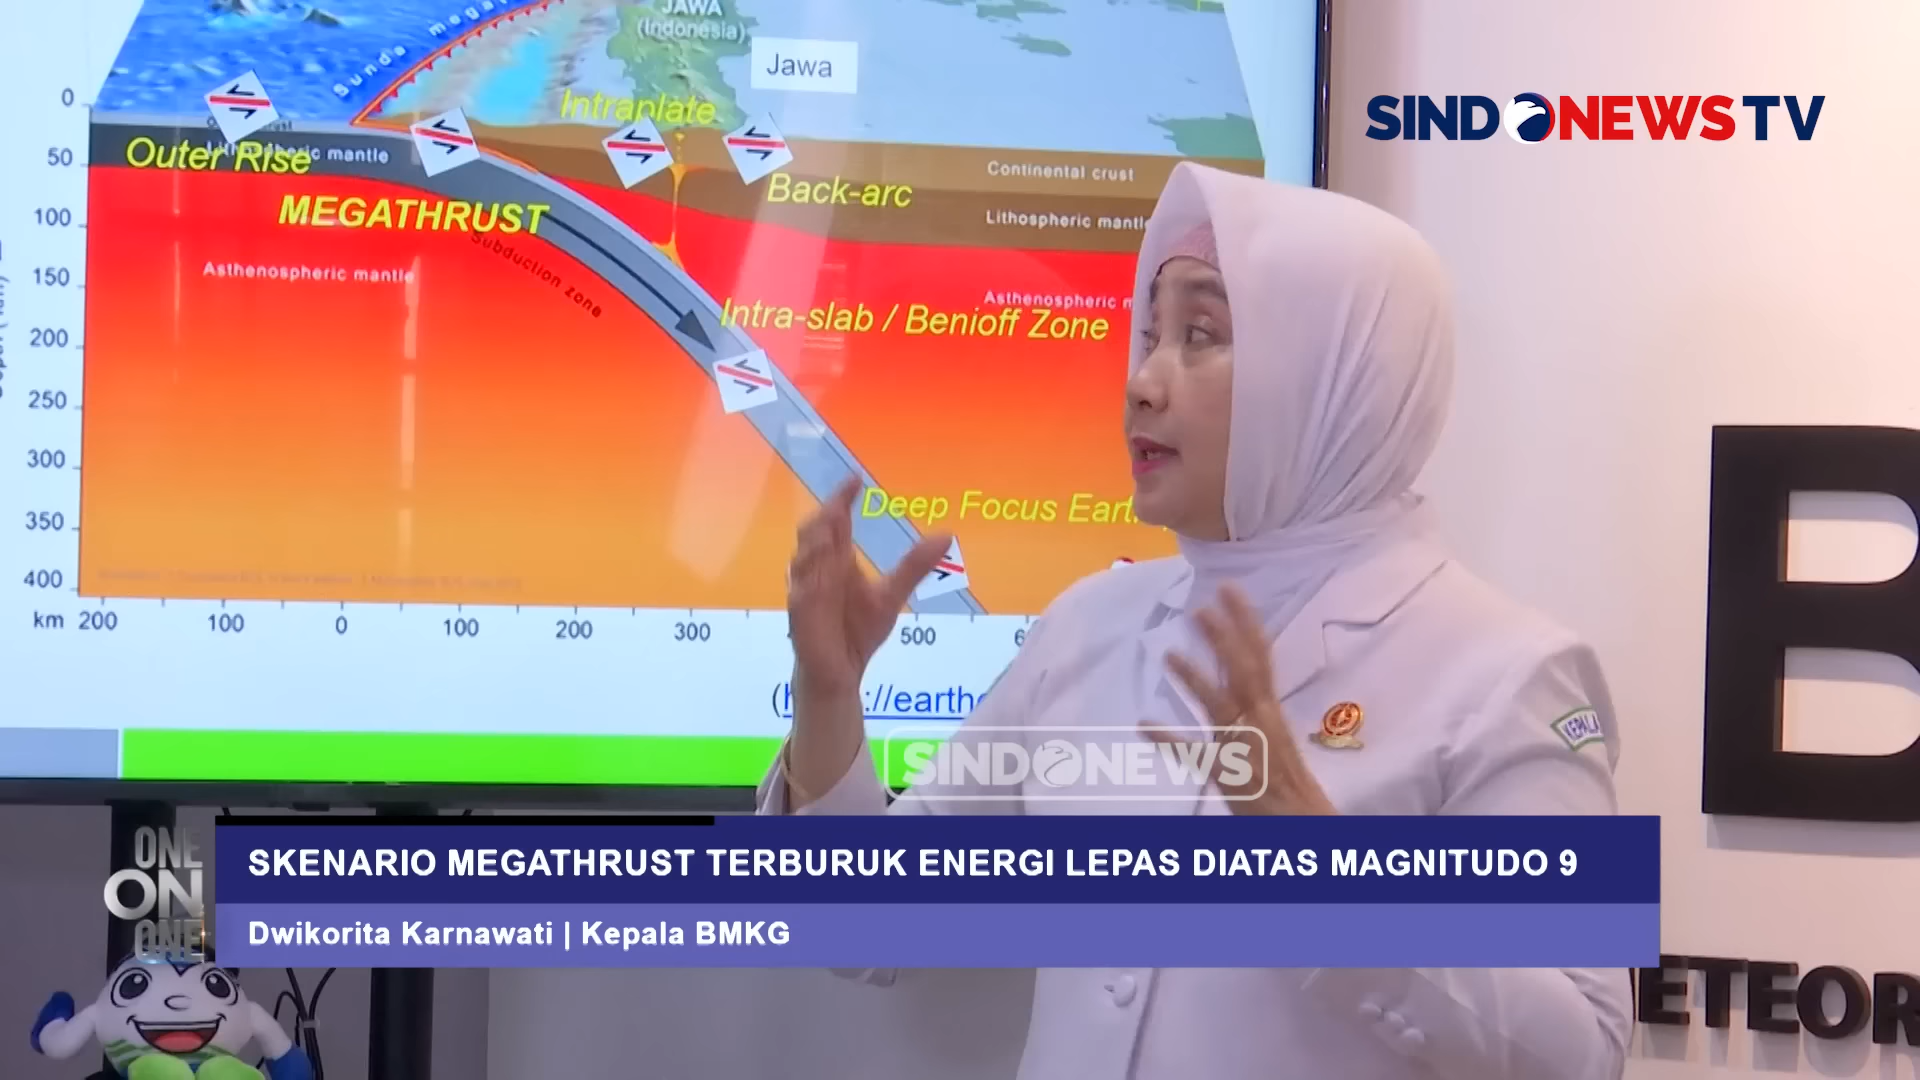 JAWA
(Indonesia)
Jawa
Sunda
SINDONEWS TV
0
Intraplate
50
Outer Rise
Lithospheric mantle
Continental crust
Back-arc
100
MEGATHRUST
Lithospheric mantle
Subduction zone
150
Asthenospheric mantle
Asthenospheric
200
Intra-slab / Benioff Zone
250
300
350
Deep Focus
400
km 200 100 0 100 200 300 500
KEPALA
B
SINDONEWS
ONE
ON
ONE
SKENARIO MEGATHRUST TERBURUK ENERGI LEPAS DIATAS MAGNITUDO 9
Dwikorita Karnawati | Kepala BMKG
ETEOR